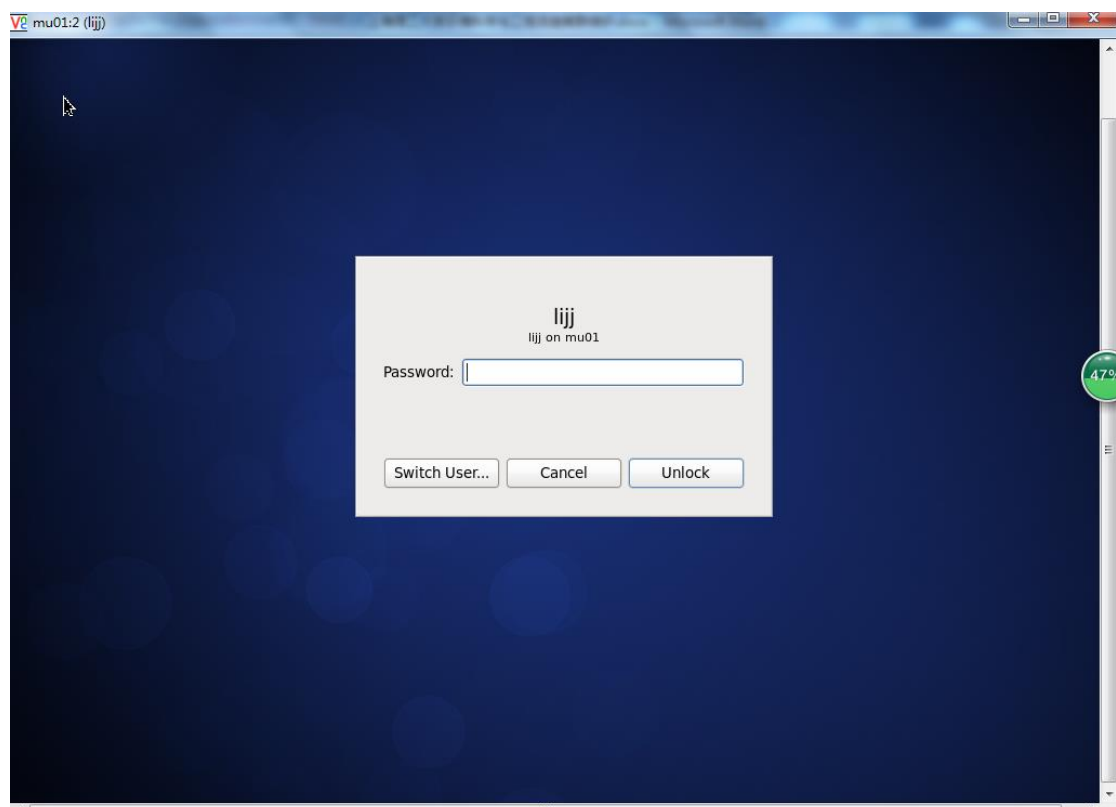 mu01:2 (lijj)
lijj
lijj on mu01
Password:
Switch User...
Cancel
Unlock
47%